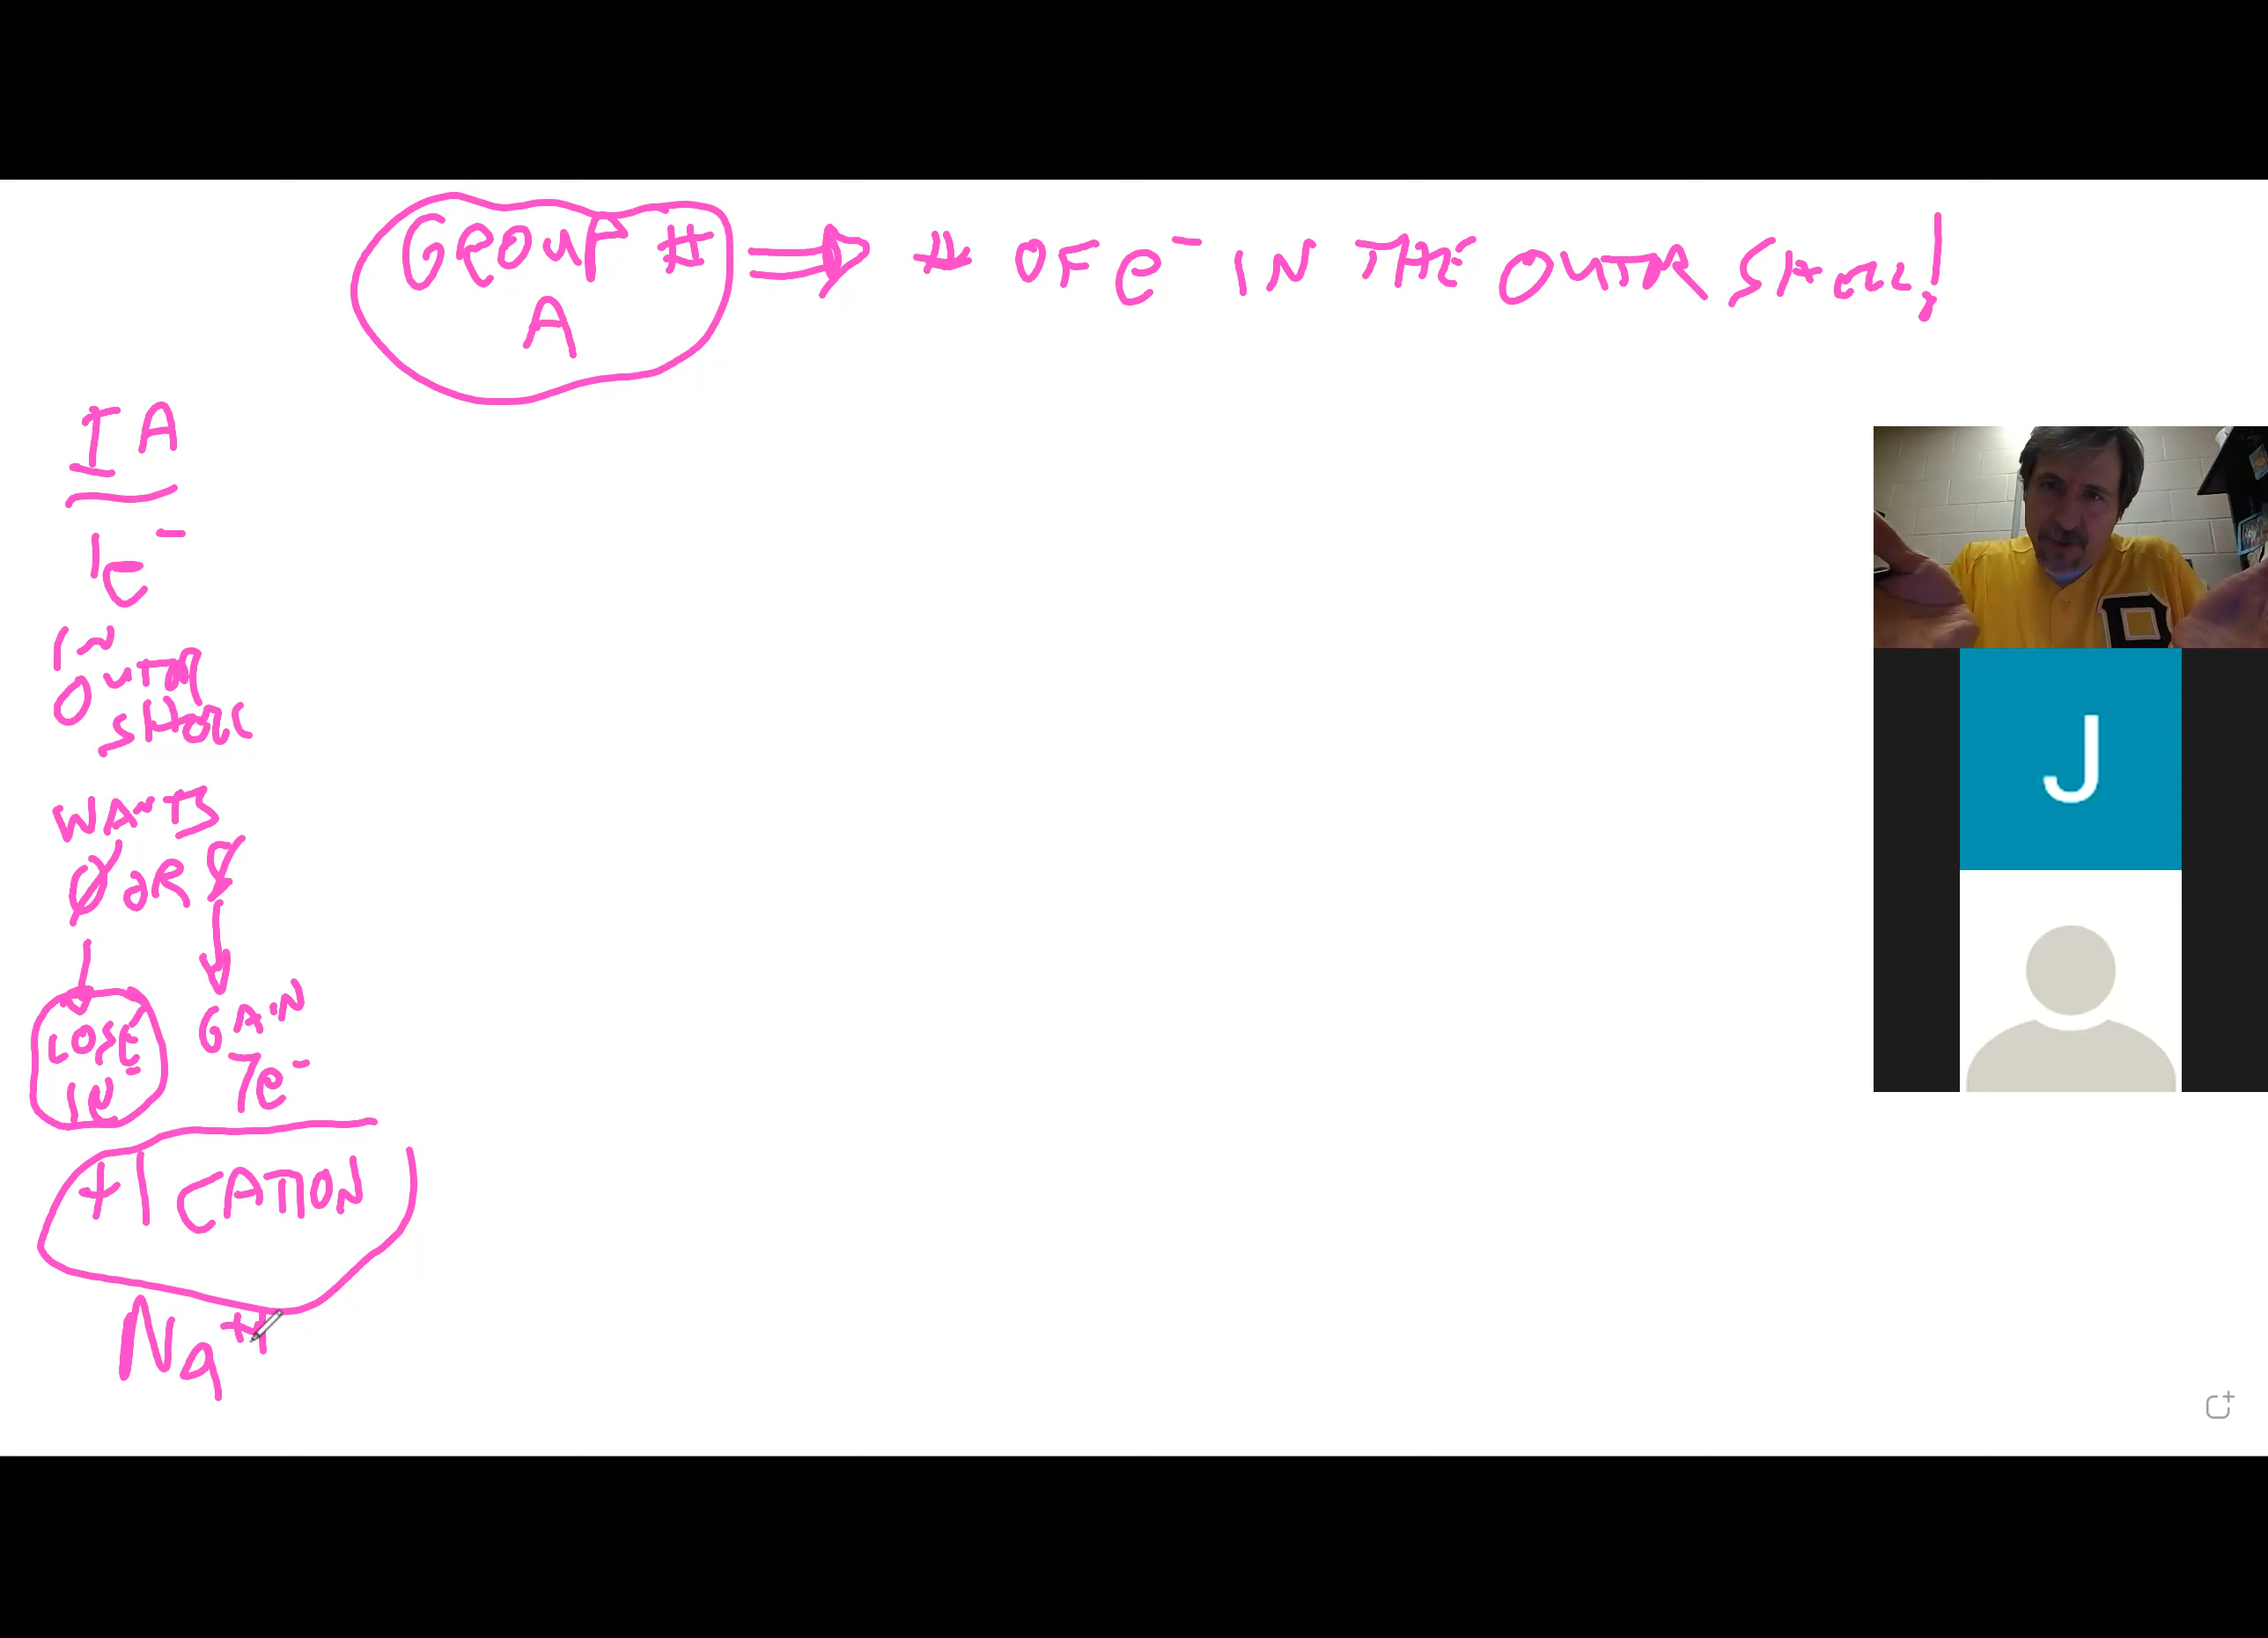 GROUP # ⇒ # OF e⁻ IN THE OUTER SHELL!
A
IA
1e⁻
IN
OUTER
SHELL
WANTS
Ø OR 8
LOSE
1e⁻
GAIN
7e⁻
+1 CATION
Na⁺¹
P
J